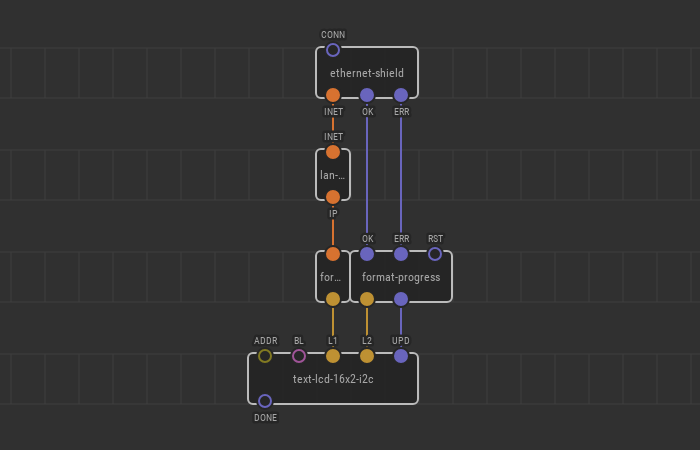 CONN
ethernet-shield
INET OK ERR
INET
lan-...
IP
OK ERR RST
for... format-progress
ADDR BL L1 L2 UPD
text-lcd-16x2-i2c
DONE